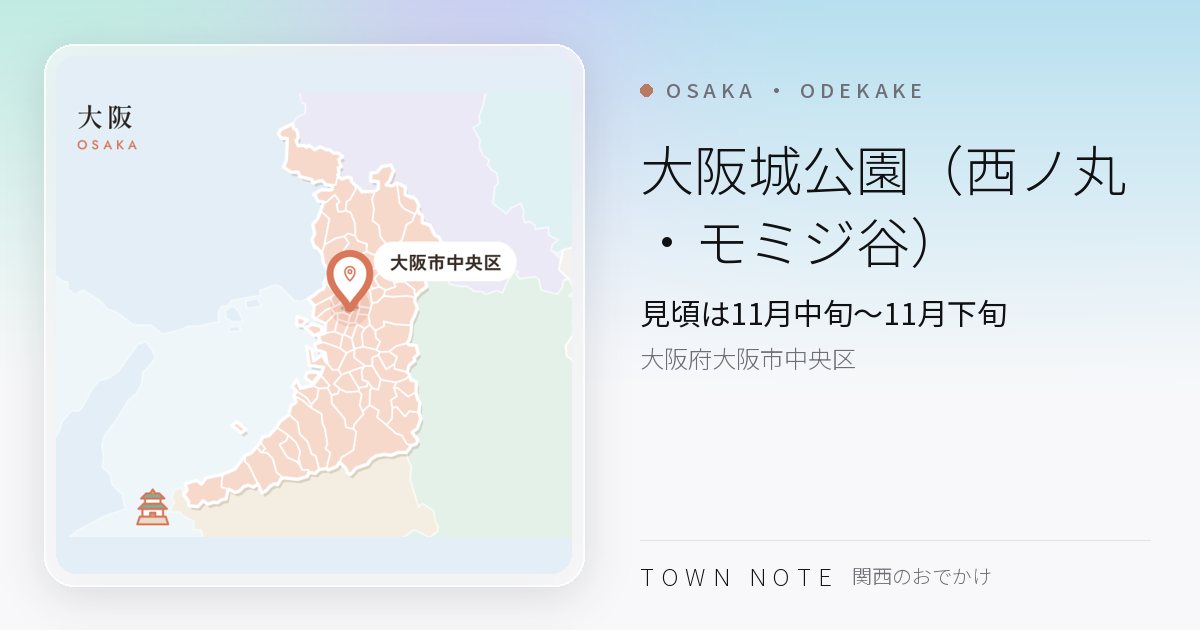 大阪
OSAKA
大阪市中央区
OSAKA ・ ODEKAKE
大阪城公園（西ノ丸
・モミジ谷）
見頃は11月中旬〜11月下旬
大阪府大阪市中央区
TOWN NOTE 関西のおでかけ